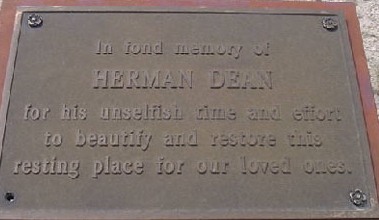 In fond memory of
HERMAN DEAN
for his unselfish time and effort
to beautify and restore this
resting place for our loved ones.